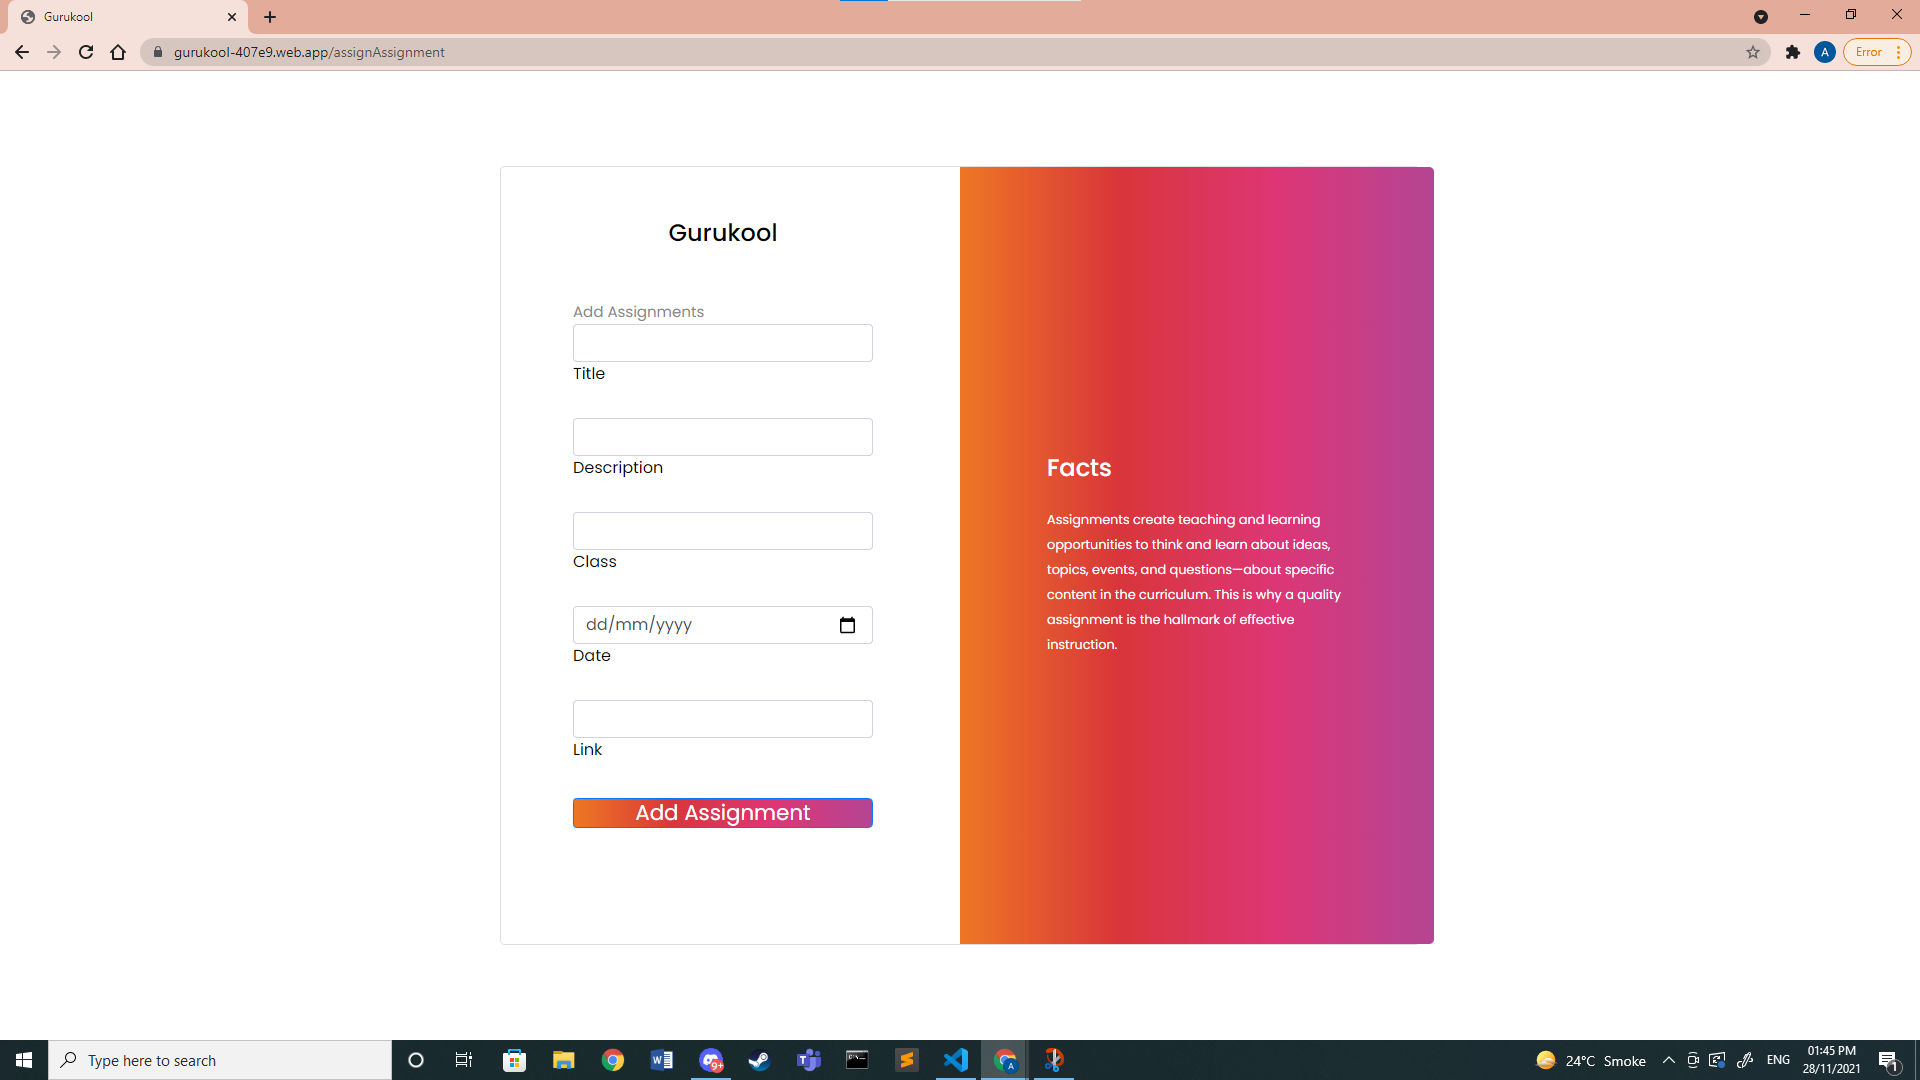 Gurukool
gurukool-407e9.web.app/assignAssignment
A
Error
Gurukool
Add Assignments
Title
Description
Class
dd/mm/yyyy
Date
Link
Add Assignment
Facts
Assignments create teaching and learning
opportunities to think and learn about ideas,
topics, events, and questions—about specific
content in the curriculum. This is why a quality
assignment is the hallmark of effective
instruction.
Type here to search
9+
A
24°C Smoke
ENG
01:45 PM
28/11/2021
1